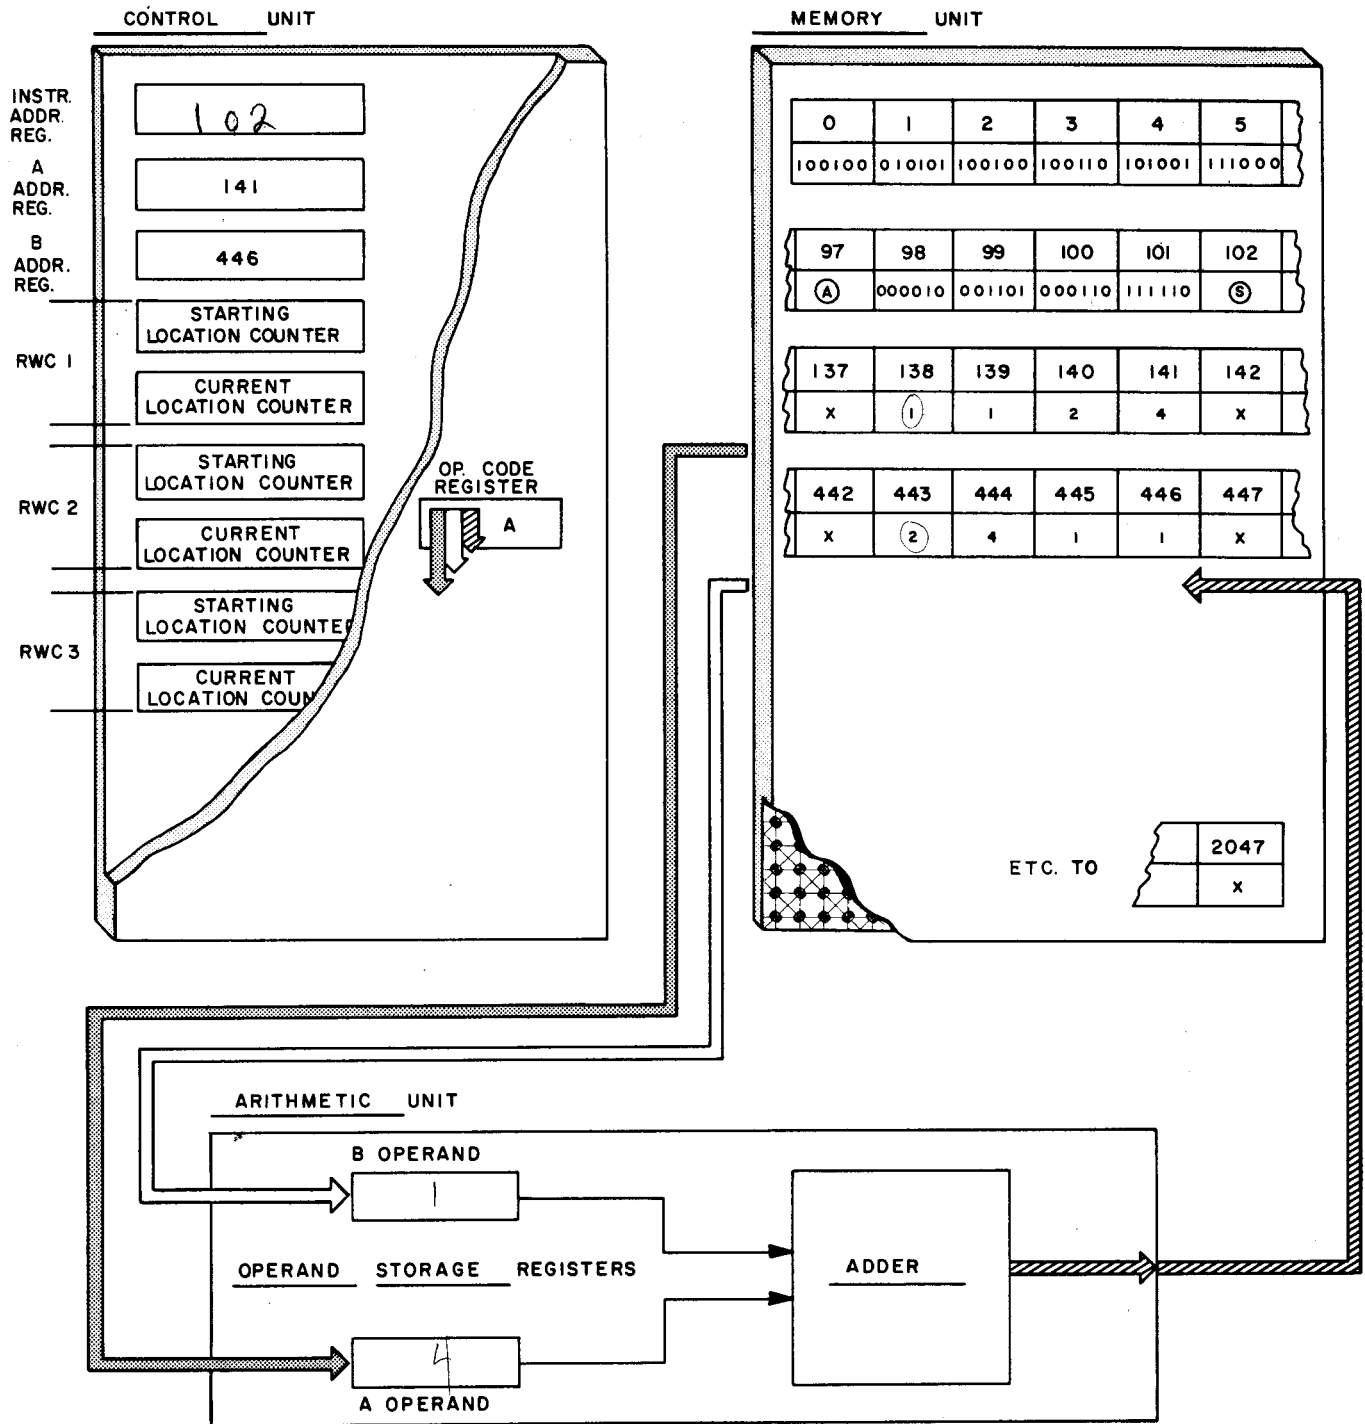 CONTROL UNIT
INSTR.
ADDR.
REG.
102
A
ADDR.
REG.
141
B
ADDR.
REG.
446
RWC 1
STARTING
LOCATION COUNTER
CURRENT
LOCATION COUNTER
RWC 2
STARTING
LOCATION COUNTER
CURRENT
LOCATION COUNTER
RWC 3
STARTING
LOCATION COUNTER
CURRENT
LOCATION COUN
OP. CODE
REGISTER
A
MEMORY UNIT
0 1 2 3 4 5
100100 010101 100100 100110 101001 111000
97 98 99 100 101 102
A 000010 001101 000110 111110 S
137 138 139 140 141 142
X 1 1 2 4 X
442 443 444 445 446 447
X 2 4 1 1 X
ETC. TO
2047
X
ARITHMETIC UNIT
B OPERAND
1
OPERAND STORAGE REGISTERS
4
A OPERAND
ADDER